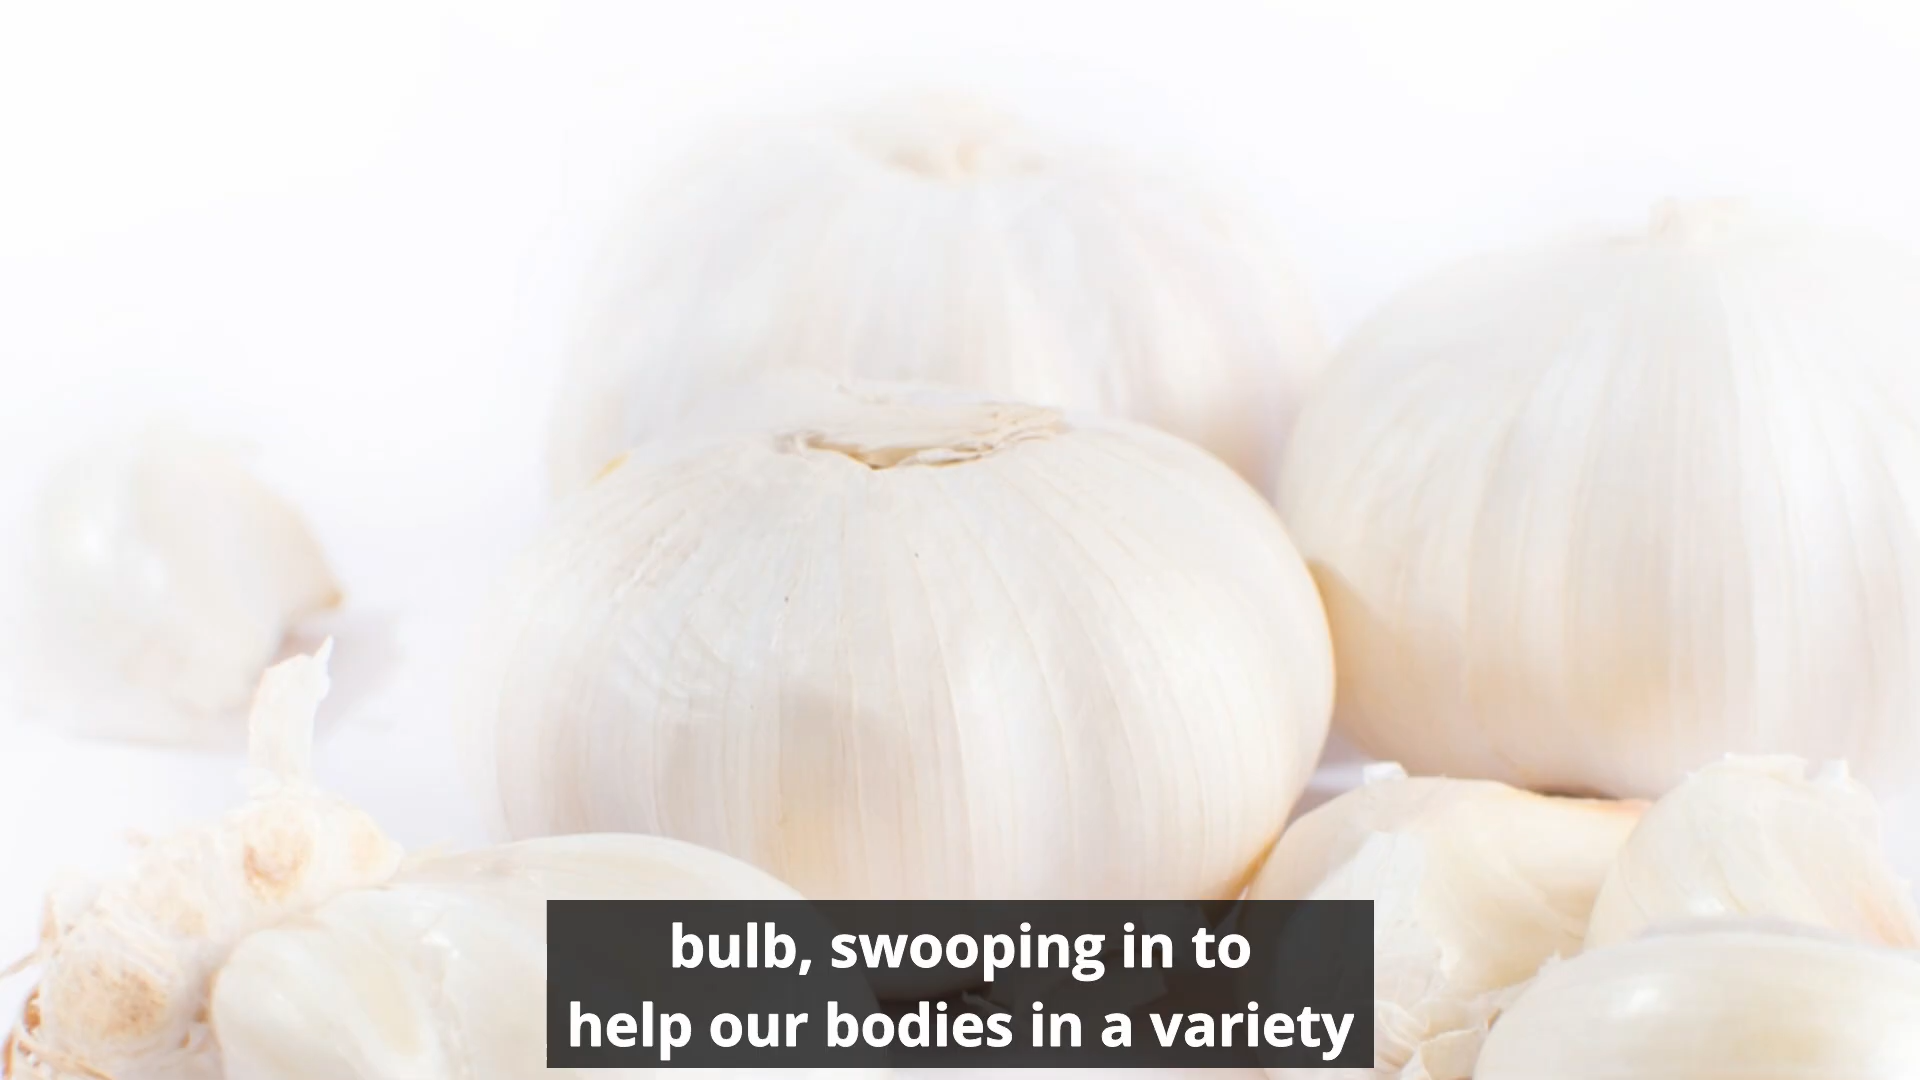 bulb, swooping in to
help our bodies in a variety